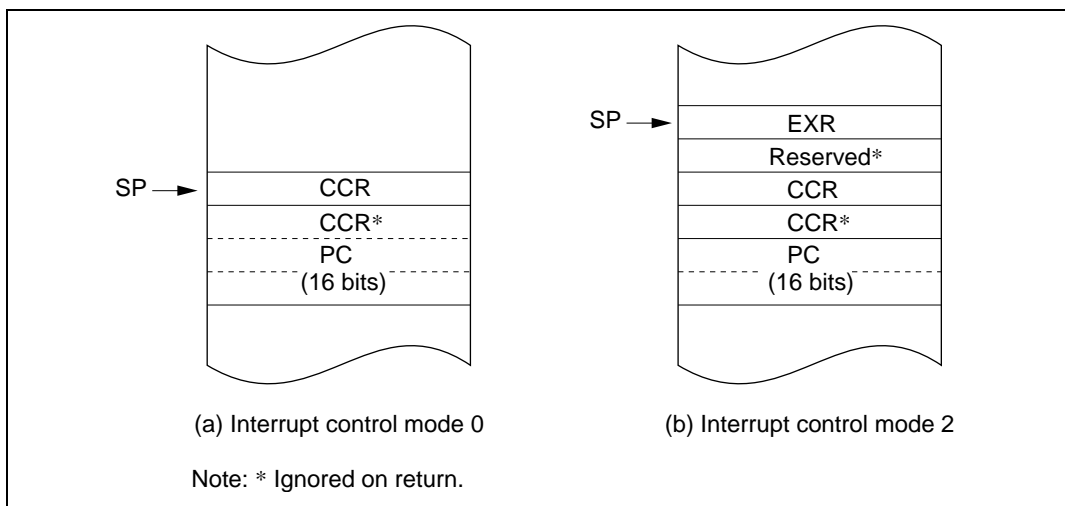 SP
CCR
CCR*
PC
(16 bits)
(a) Interrupt control mode 0
SP
EXR
Reserved*
CCR
CCR*
PC
(16 bits)
(b) Interrupt control mode 2
Note: * Ignored on return.